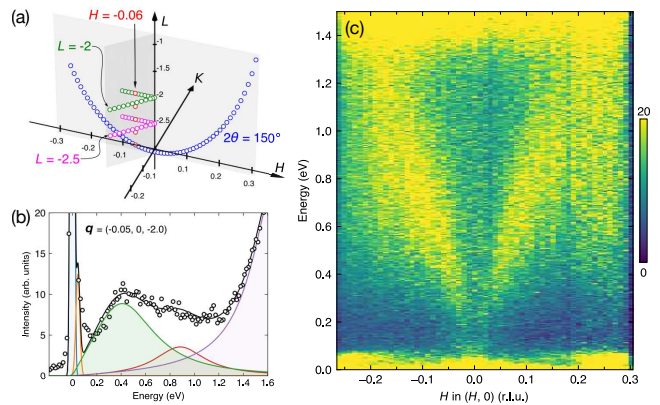 (a)
H = -0.06
L
L = -2
-1
-1.5
-2
-2.5
K
2θ = 150°
L = -2.5
-0.3
-0.2
-0.1
0.1
0.2
0.3
H
-0.2
(b)
q = (-0.05, 0, -2.0)
Intensity (arb. units)
20
15
10
5
0
0
0.2
0.4
0.6
0.8
1.0
1.2
1.4
1.6
Energy (eV)
(c)
Energy (eV)
1.4
1.2
1.0
0.8
0.6
0.4
0.2
0.0
−0.2
−0.1
0.0
0.1
0.2
0.3
H in (H, 0) (r.l.u.)
20
0